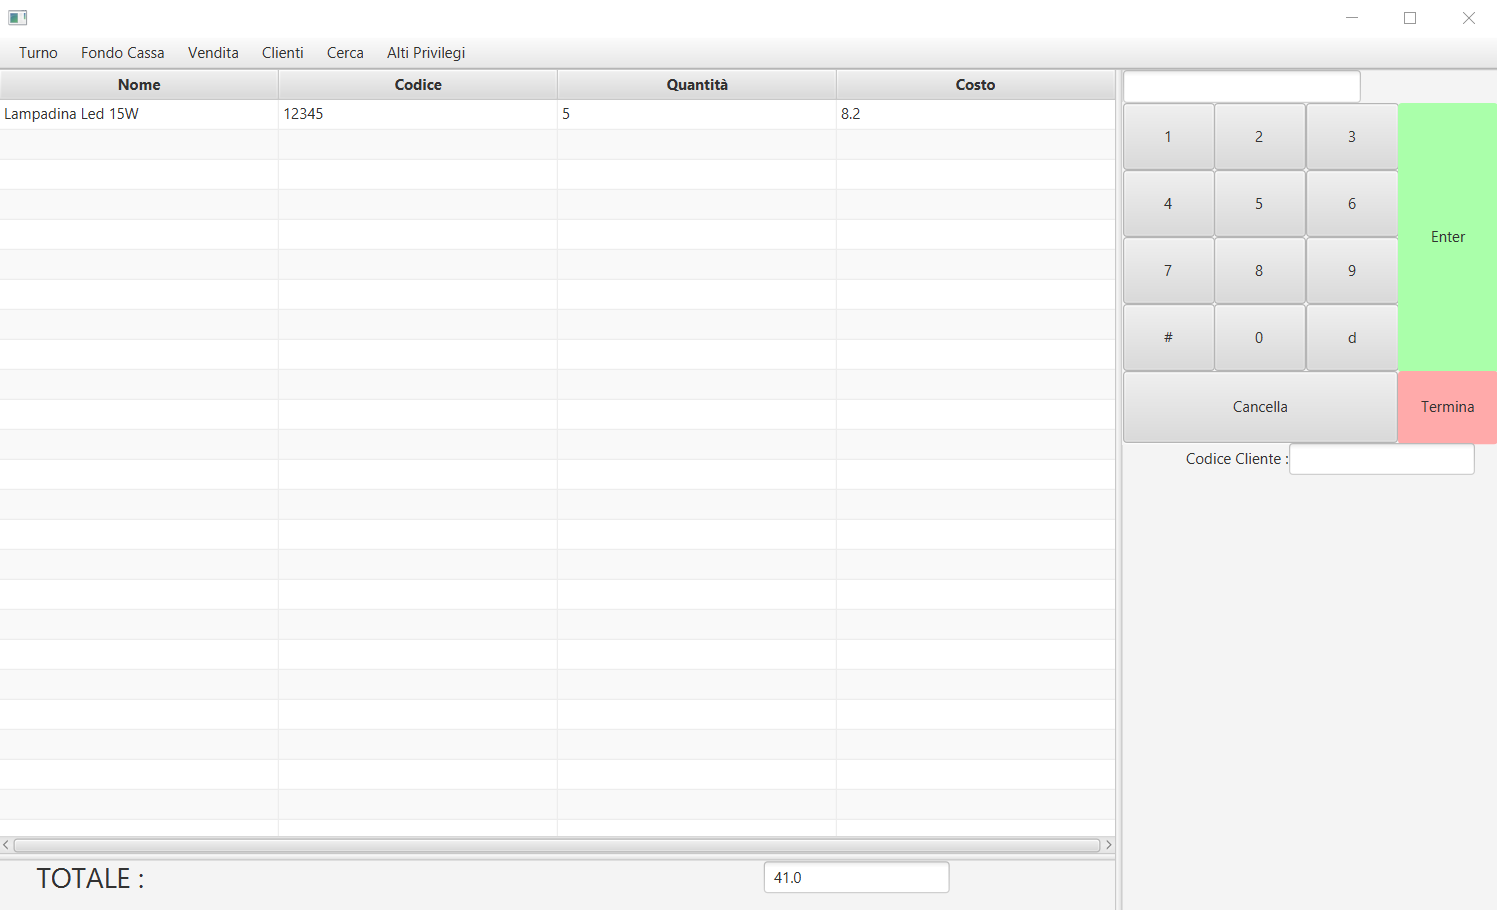 Turno Fondo Cassa Vendita Clienti Cerca Alti Privilegi
Nome Codice Quantità Costo
Lampadina Led 15W 12345 5 8.2
TOTALE : 41.0
1 2 3
4 5 6
Enter
7 8 9
# 0 d
Cancella Termina
Codice Cliente :